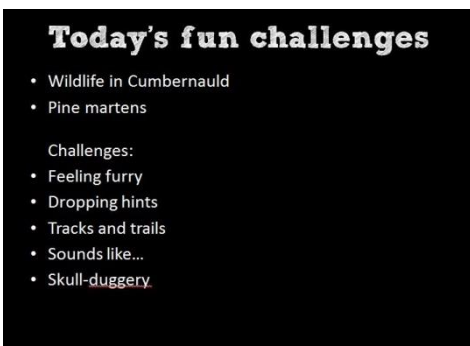 Today's fun challenges
• Wildlife in Cumbernauld
• Pine martens
Challenges:
• Feeling furry
• Dropping hints
• Tracks and trails
• Sounds like...
• Skull-duggery